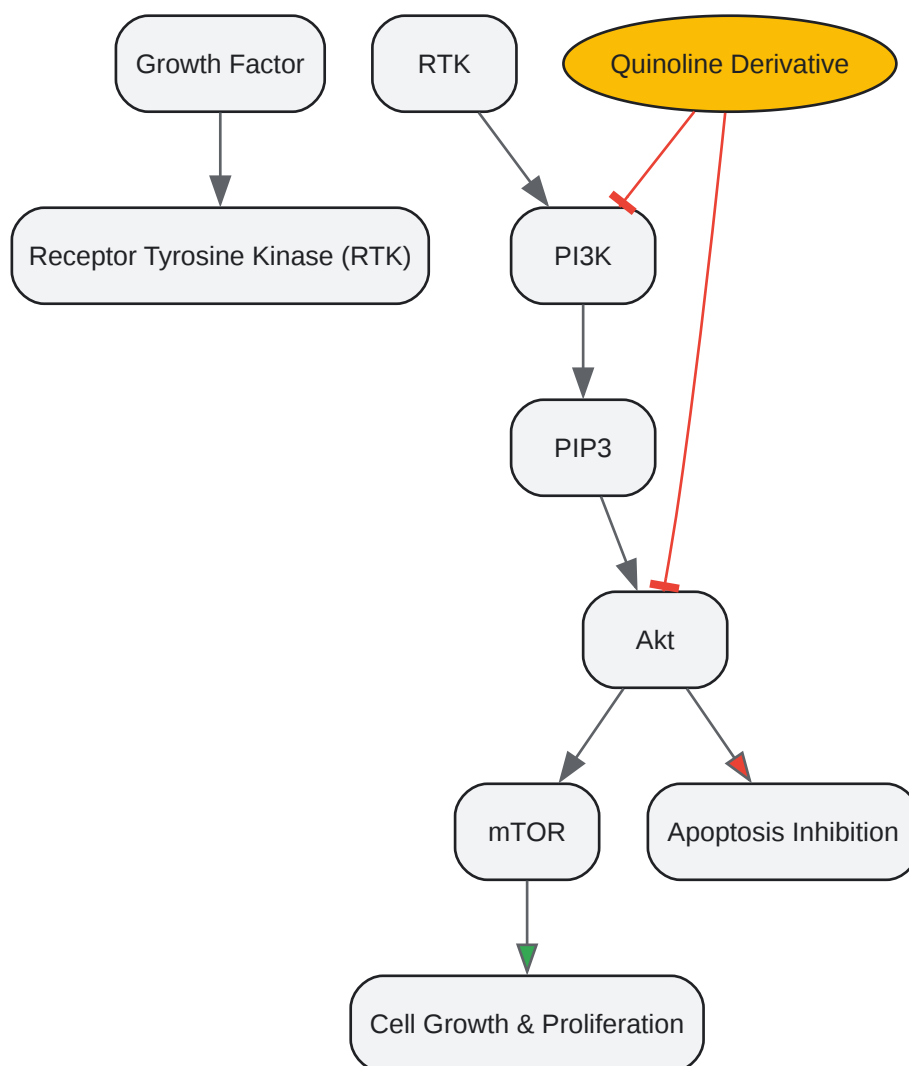 Growth Factor
RTK
Quinoline Derivative
Receptor Tyrosine Kinase (RTK)
PI3K
PIP3
Akt
mTOR
Apoptosis Inhibition
Cell Growth & Proliferation